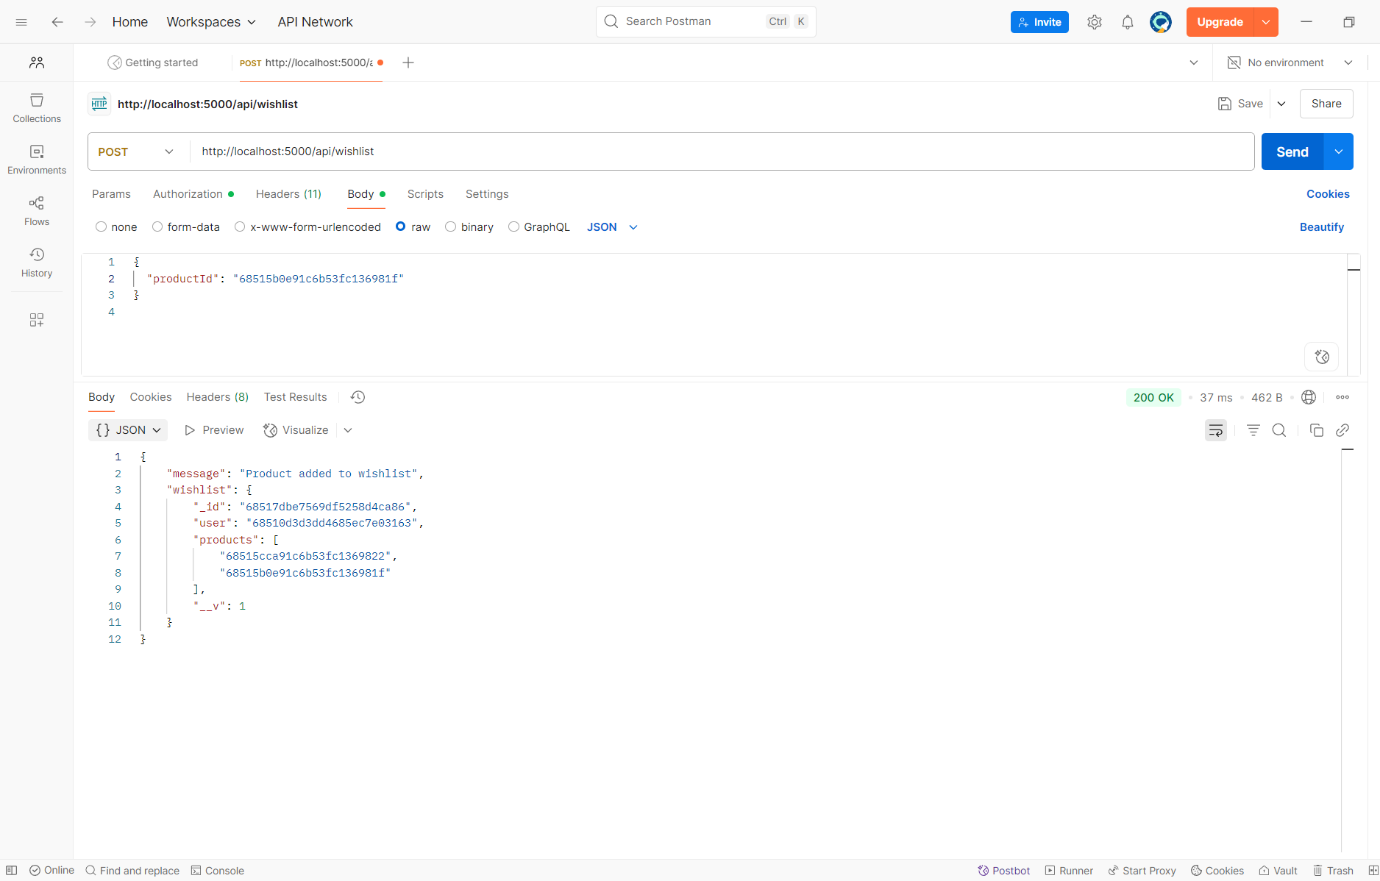 Home Workspaces API Network Search Postman Ctrl K Invite Upgrade
Getting started POST http://localhost:5000/a No environment
HTTP http://localhost:5000/api/wishlist Save Share
POST http://localhost:5000/api/wishlist Send
Params Authorization Headers (11) Body Scripts Settings Cookies
none form-data x-www-form-urlencoded raw binary GraphQL JSON Beautify
Collections
Environments
Flows
History
1 {
2 "productId": "68515b0e91c6b53fc136981f"
3 }
4
Body Cookies Headers (8) Test Results 200 OK 37 ms 462 B
{} JSON Preview Visualize
1 {
2 "message": "Product added to wishlist",
3 "wishlist": {
4 "_id": "68517dbe7569df5258d4ca86",
5 "user": "68510d3d3dd4685ec7e03163",
6 "products": [
7 "68515cca91c6b53fc1369822",
8 "68515b0e91c6b53fc136981f"
9 ],
10 "__v": 1
11 }
12 }
Online Find and replace Console Postbot Runner Start Proxy Cookies Vault Trash